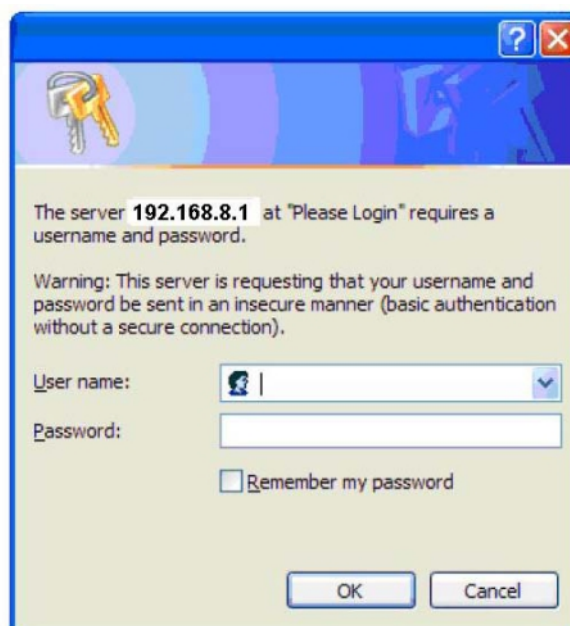 The server 192.168.8.1 at "Please Login" requires a
username and password.
Warning: This server is requesting that your username and
password be sent in an insecure manner (basic authentication
without a secure connection).
User name:
Password:
Remember my password
OK Cancel